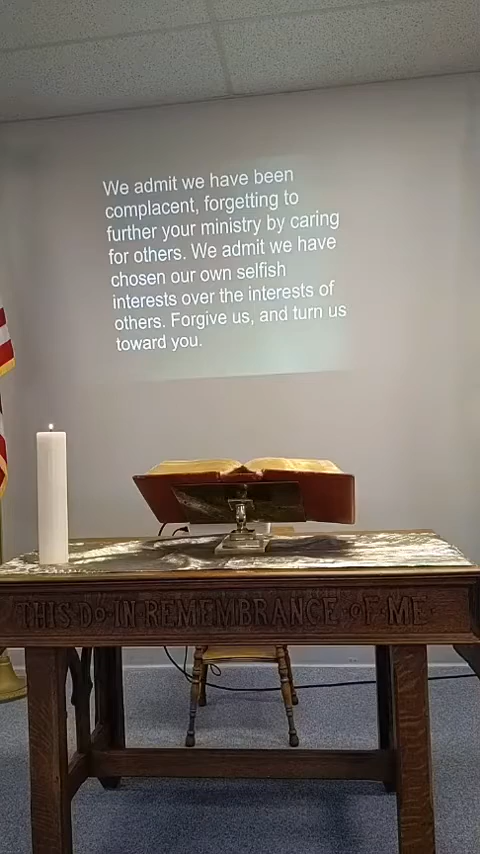 We admit we have been
complacent, forgetting to
further your ministry by caring
for others. We admit we have
chosen our own selfish
interests over the interests of
others. Forgive us, and turn us
toward you.
THIS DO IN REMEMBRANCE OF ME